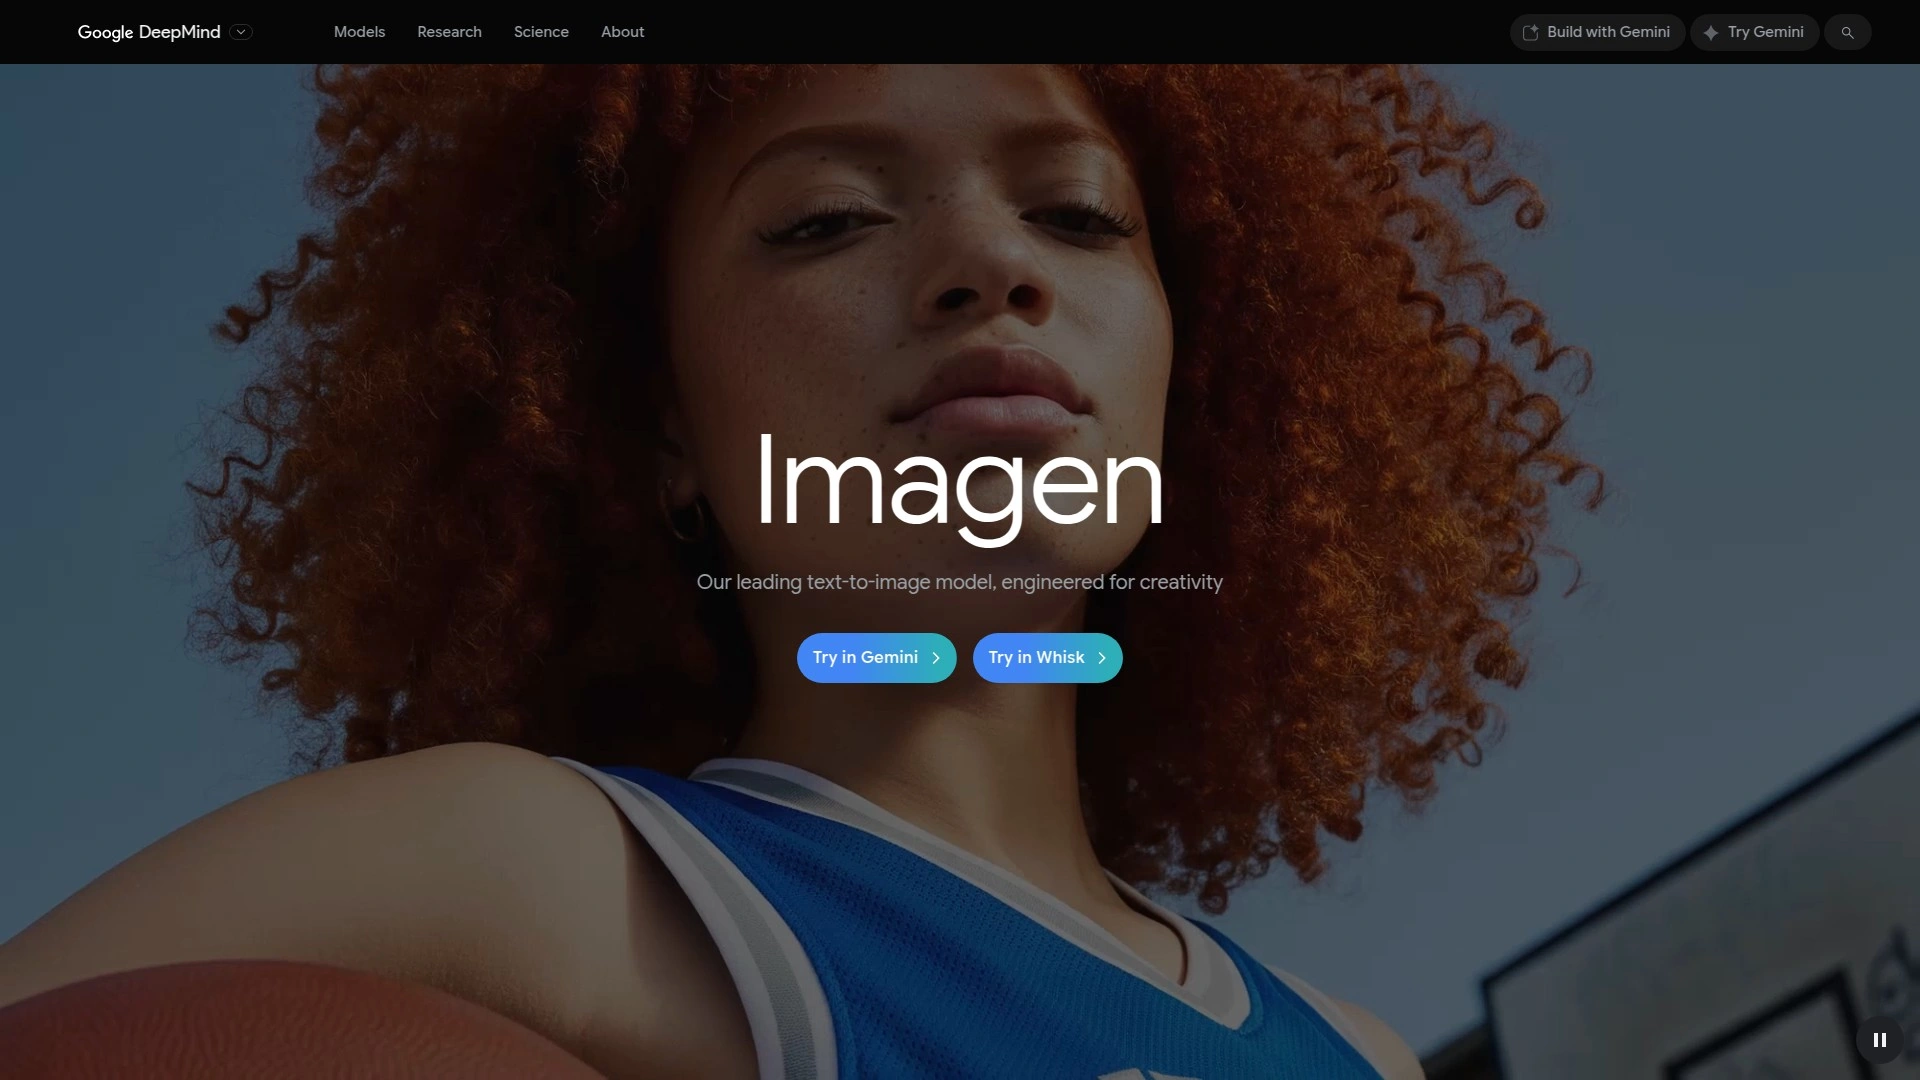 Google DeepMind
Models
Research
Science
About
Build with Gemini
Try Gemini
Imagen
Our leading text-to-image model, engineered for creativity
Try in Gemini
Try in Whisk